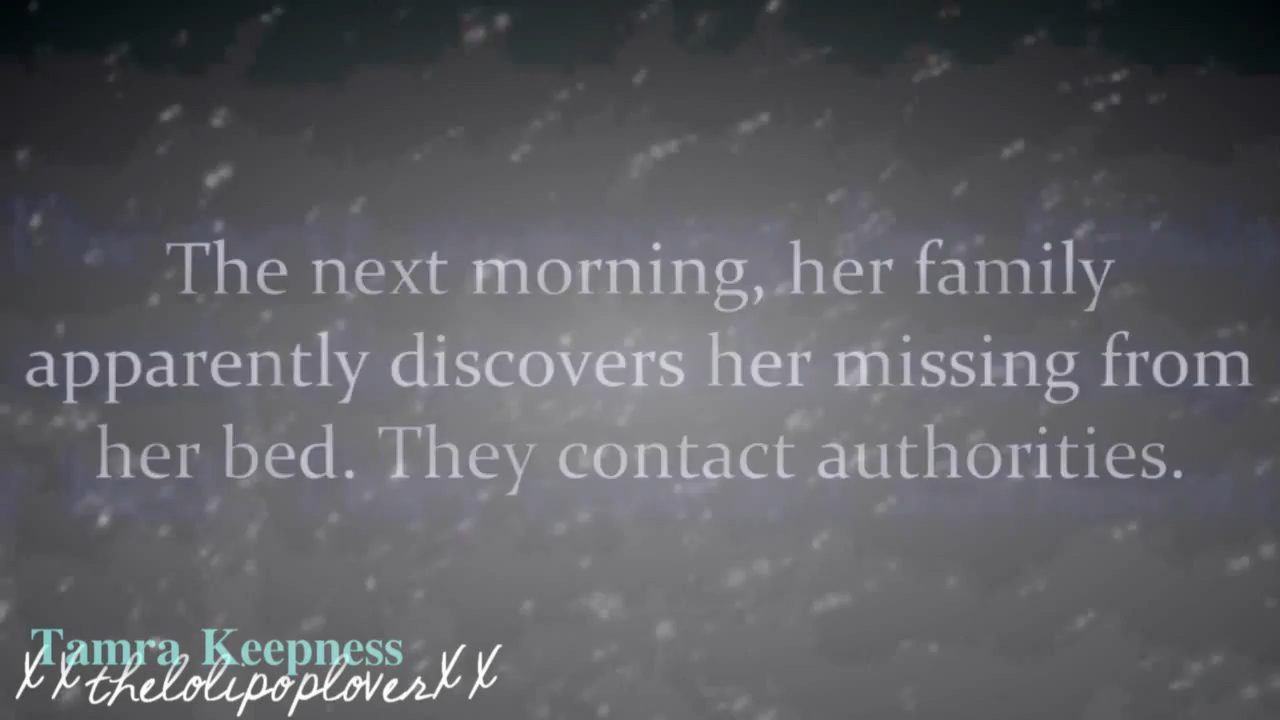 The next morning, her family
apparently discovers her missing from
her bed. They contact authorities.
Tamra Keepness
XXthelolipoploverXX